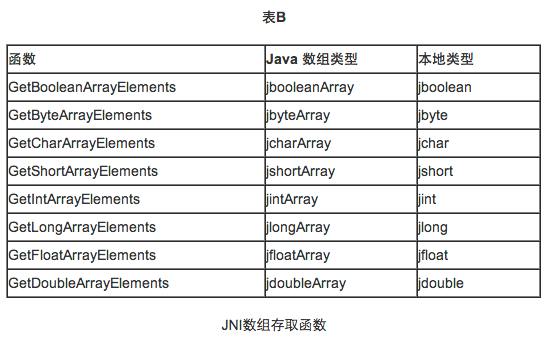 表B
函数 Java 数组类型 本地类型
GetBooleanArrayElements jbooleanArray jboolean
GetByteArrayElements jbyteArray jbyte
GetCharArrayElements jcharArray jchar
GetShortArrayElements jshortArray jshort
GetIntArrayElements jintArray jint
GetLongArrayElements jlongArray jlong
GetFloatArrayElements jfloatArray jfloat
GetDoubleArrayElements jdoubleArray jdouble
JNI数组存取函数